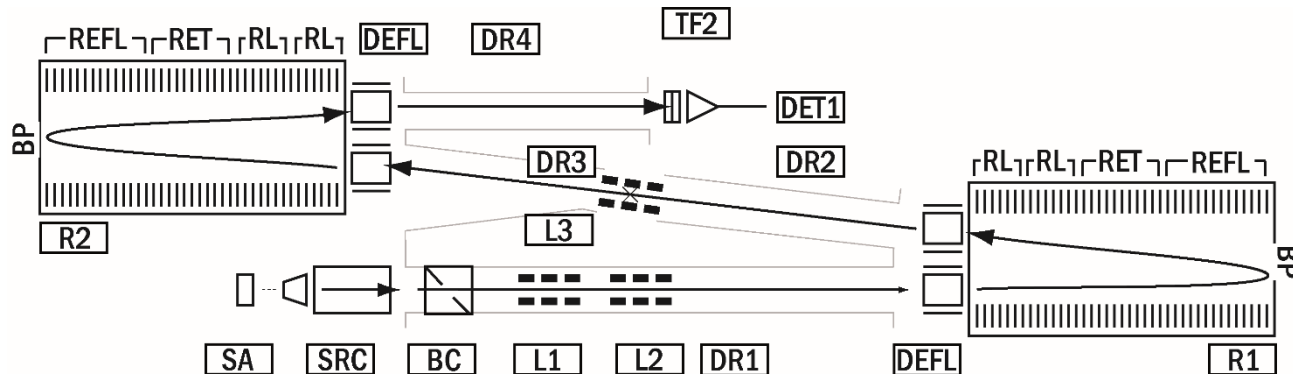 TF2
REFL RET RL RL DEFL DR4
DET1
BP
DR3 DR2 RL RL RET REFL
R2 L3
BP
SA SRC BC L1 L2 DR1 DEFL R1